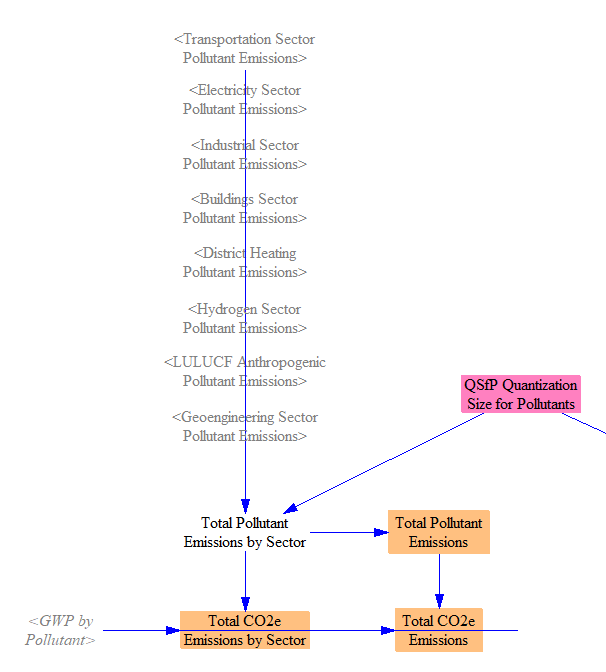 <Transportation Sector
Pollutant Emissions>
<Electricity Sector
Pollutant Emissions>
<Industrial Sector
Pollutant Emissions>
<Buildings Sector
Pollutant Emissions>
<District Heating
Pollutant Emissions>
<Hydrogen Sector
Pollutant Emissions>
<LULUCF Anthropogenic
Pollutant Emissions>
QSfP Quantization
Size for Pollutants
<Geoengineering Sector
Pollutant Emissions>
Total Pollutant
Emissions by Sector
Total Pollutant
Emissions
<GWP by
Pollutant>
Total CO2e
Emissions by Sector
Total CO2e
Emissions